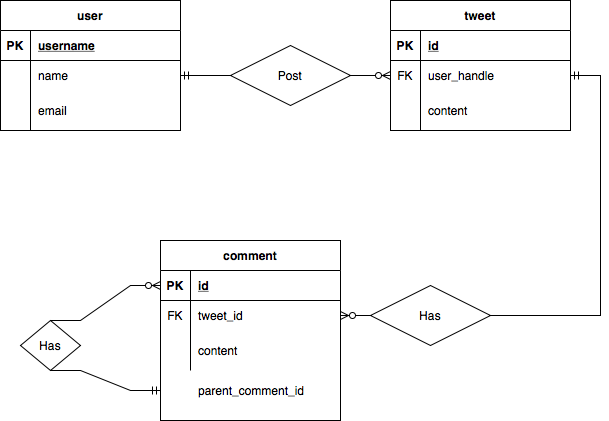 user
PK username
name
email
Post
tweet
PK id
FK user_handle
content
comment
PK id
FK tweet_id
content
parent_comment_id
Has
Has